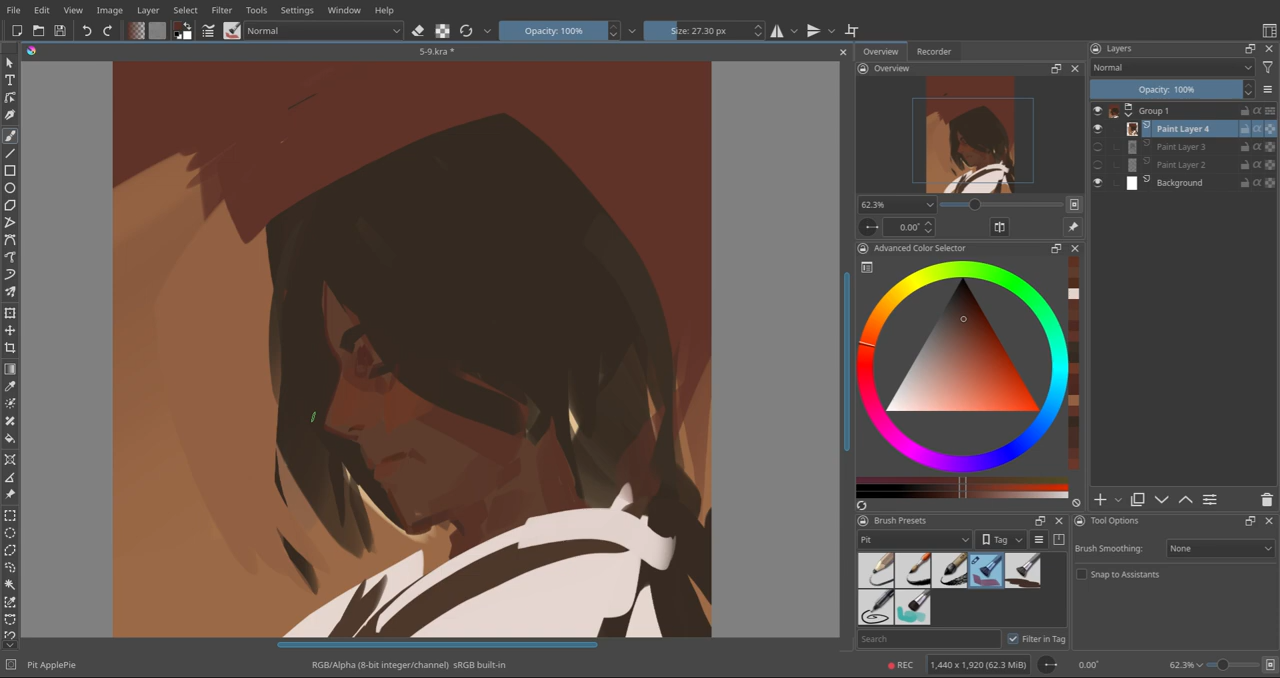 File Edit View Image Layer Select Filter Tools Settings Window Help
Normal Opacity: 100% Size: 27.30 px
5-9.kra *
Overview Recorder
Overview
62.3%
0.00°
Advanced Color Selector
Brush Presets
Pit Tag
Search Filter in Tag
Layers
Normal
Opacity: 100%
Group 1
Paint Layer 4
Paint Layer 3
Paint Layer 2
Background
Tool Options
Brush Smoothing: None
Snap to Assistants
Pit ApplePie RGB/Alpha (8-bit integer/channel) sRGB built-in REC 1,440 x 1,920 (62.3 MiB) 0.00° 62.3%